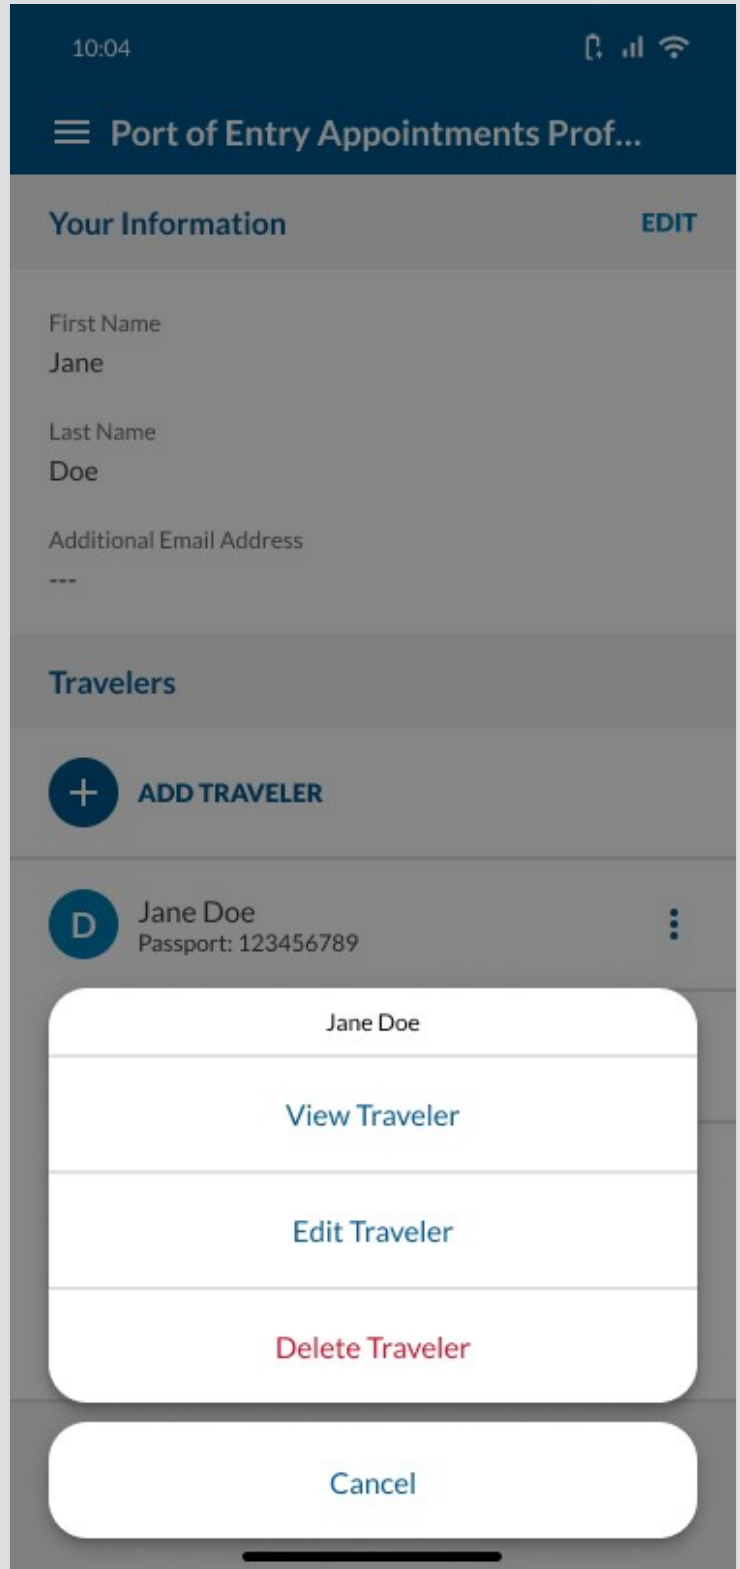 10:04
Port of Entry Appointments Prof...
Your Information
EDIT
First Name
Jane
Last Name
Doe
Additional Email Address
---
Travelers
ADD TRAVELER
D
Jane Doe
Passport: 123456789
Jane Doe
View Traveler
Edit Traveler
Delete Traveler
Cancel